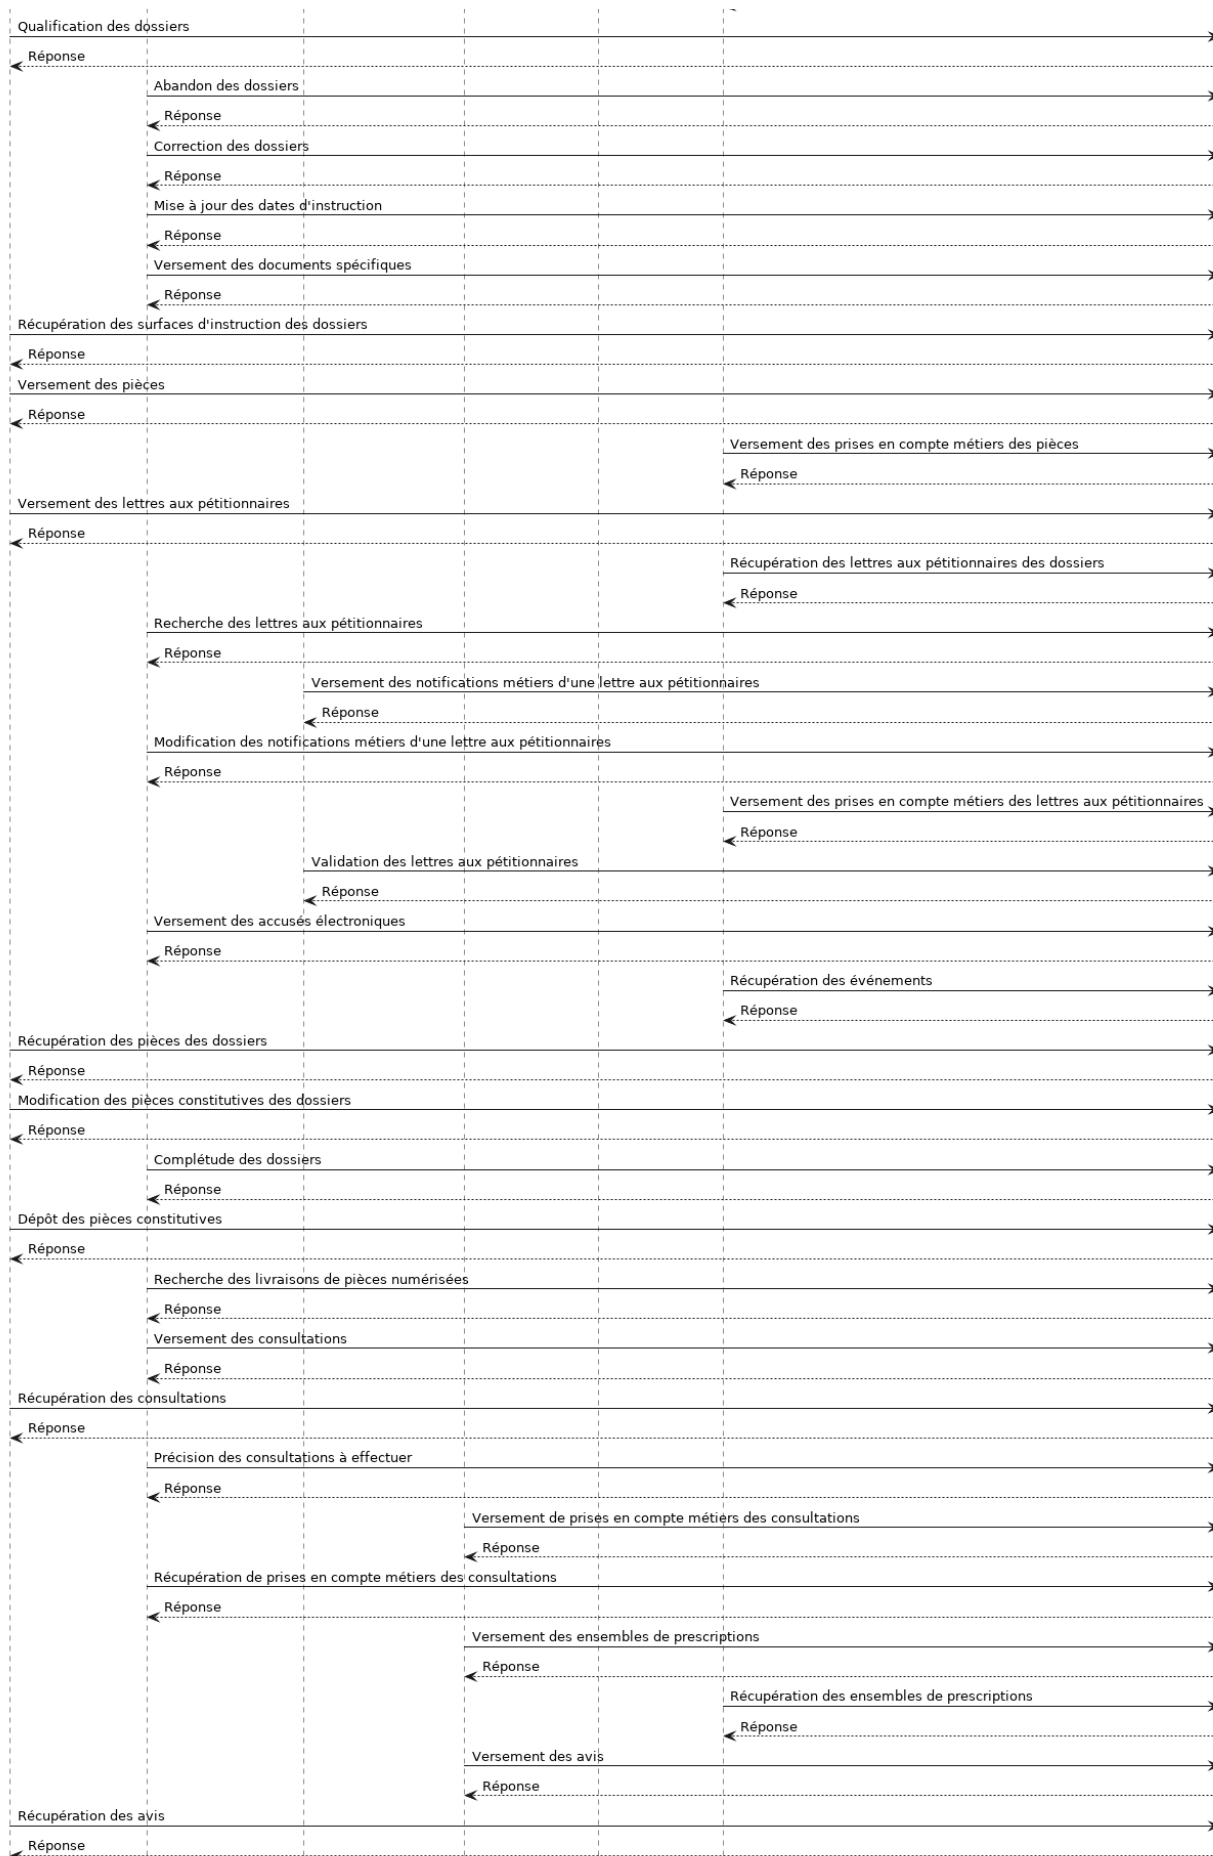 Qualification des dossiers
Réponse
Abandon des dossiers
Réponse
Correction des dossiers
Réponse
Mise à jour des dates d'instruction
Réponse
Versement des documents spécifiques
Réponse
Récupération des surfaces d'instruction des dossiers
Réponse
Versement des pièces
Réponse
Versement des prises en compte métiers des pièces
Réponse
Versement des lettres aux pétitionnaires
Réponse
Récupération des lettres aux pétitionnaires des dossiers
Réponse
Recherche des lettres aux pétitionnaires
Réponse
Versement des notifications métiers d'une lettre aux pétitionnaires
Réponse
Modification des notifications métiers d'une lettre aux pétitionnaires
Réponse
Versement des prises en compte métiers des lettres aux pétitionnaires
Réponse
Validation des lettres aux pétitionnaires
Réponse
Versement des accusés électroniques
Réponse
Récupération des événements
Réponse
Récupération des pièces des dossiers
Réponse
Modification des pièces constitutives des dossiers
Réponse
Complétude des dossiers
Réponse
Dépôt des pièces constitutives
Réponse
Recherche des livraisons de pièces numérisées
Réponse
Versement des consultations
Réponse
Récupération des consultations
Réponse
Précision des consultations à effectuer
Réponse
Versement de prises en compte métiers des consultations
Réponse
Récupération de prises en compte métiers des consultations
Réponse
Versement des ensembles de prescriptions
Réponse
Récupération des ensembles de prescriptions
Réponse
Versement des avis
Réponse
Récupération des avis
Réponse